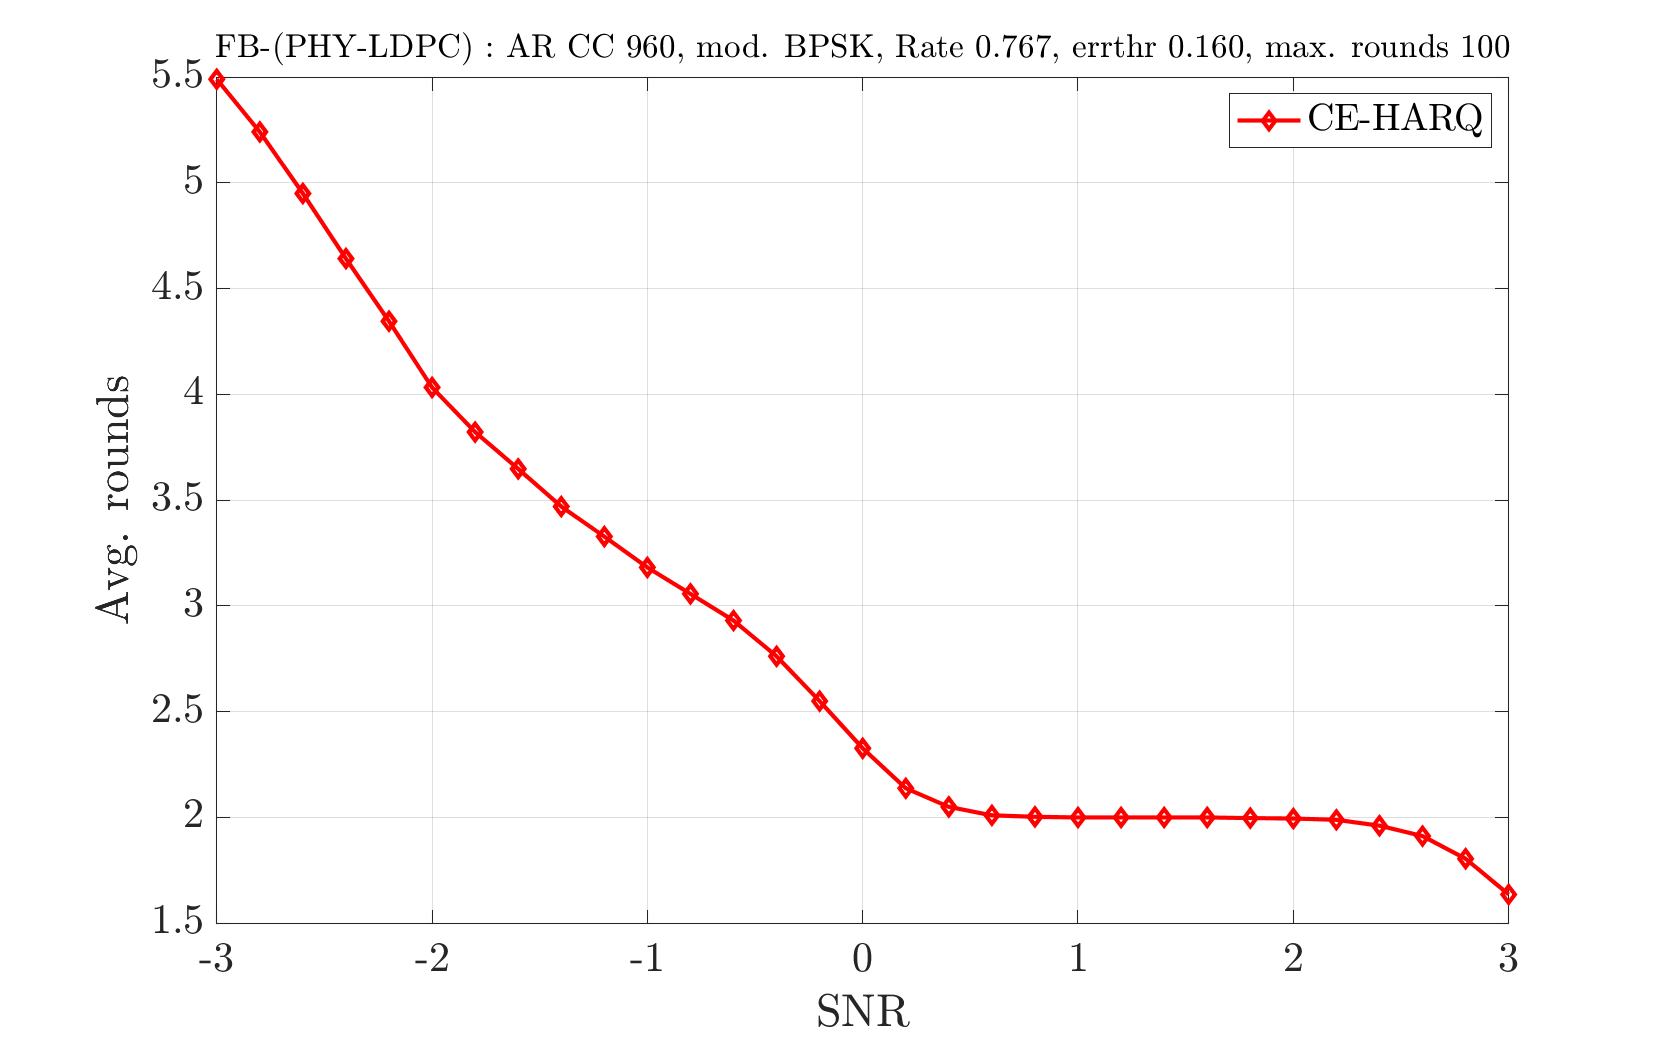 FB-(PHY-LDPC) : AR CC 960, mod. BPSK, Rate 0.767, errthr 0.160, max. rounds 100
CE-HARQ
5.5
5
4.5
4
3.5
3
2.5
2
1.5
Avg. rounds
-3 -2 -1 0 1 2 3
SNR